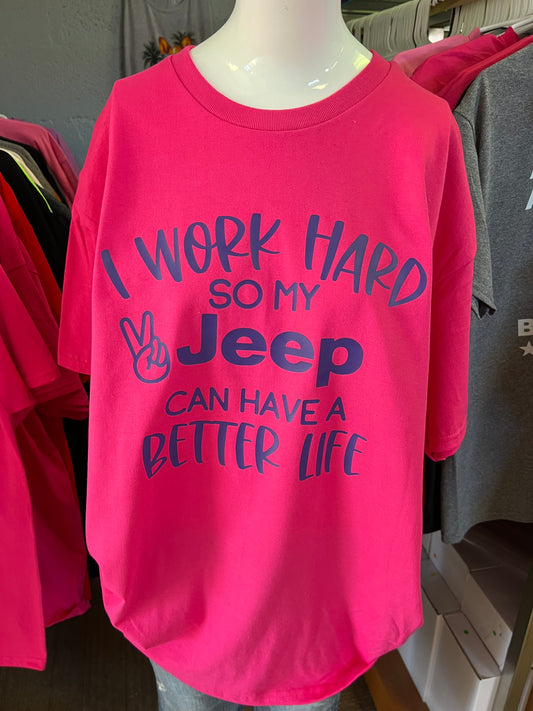 I WORK HARD
SO MY
Jeep
CAN HAVE A
BETTER LIFE